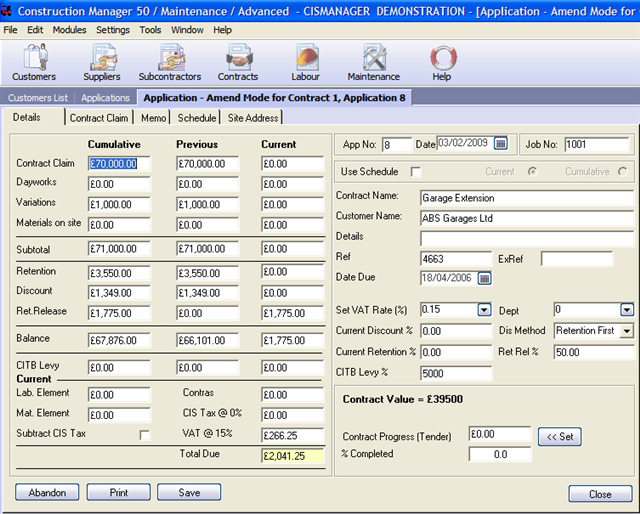 Construction Manager 50 / Maintenance / Advanced - CISMANAGER DEMONSTRATION - [Application - Amend Mode for
File Edit Modules Settings Tools Window Help
Customers Suppliers Subcontractors Contracts Labour Maintenance Help
Customers List Applications Application - Amend Mode for Contract 1, Application 8
Details Contract Claim Memo Schedule Site Address
Cumulative Previous Current
Contract Claim £70,000.00 £70,000.00 £0.00
Dayworks £0.00 £0.00 £0.00
Variations £1,000.00 £1,000.00 £0.00
Materials on site £0.00 £0.00 £0.00
Subtotal £71,000.00 £71,000.00 £0.00
Retention £3,550.00 £3,550.00 £0.00
Discount £1,349.00 £1,349.00 £0.00
Ret.Release £1,775.00 £0.00 £1,775.00
Balance £67,876.00 £66,101.00 £1,775.00
CITB Levy £0.00 £0.00 £0.00
Current
Lab. Element £0.00 Contras £0.00
Mat. Element £0.00 CIS Tax @ 0% £0.00
Subtract CIS Tax VAT @ 15% £266.25
Total Due £2,041.25
Abandon Print Save
App No: 8 Date 03/02/2009 Job No: 1001
Use Schedule Current Cumulative
Contract Name: Garage Extension
Customer Name: ABS Garages Ltd
Details
Ref 4663 ExRef
Date Due 18/04/2006
Set VAT Rate (%) 0.15 Dept 0
Current Discount % 0.00 Dis Method Retention First
Current Retention % 0.00 Ret Rel % 50.00
CITB Levy % 5000
Contract Value = £39500
Contract Progress (Tender) £0.00 << Set
% Completed 0.0
Close